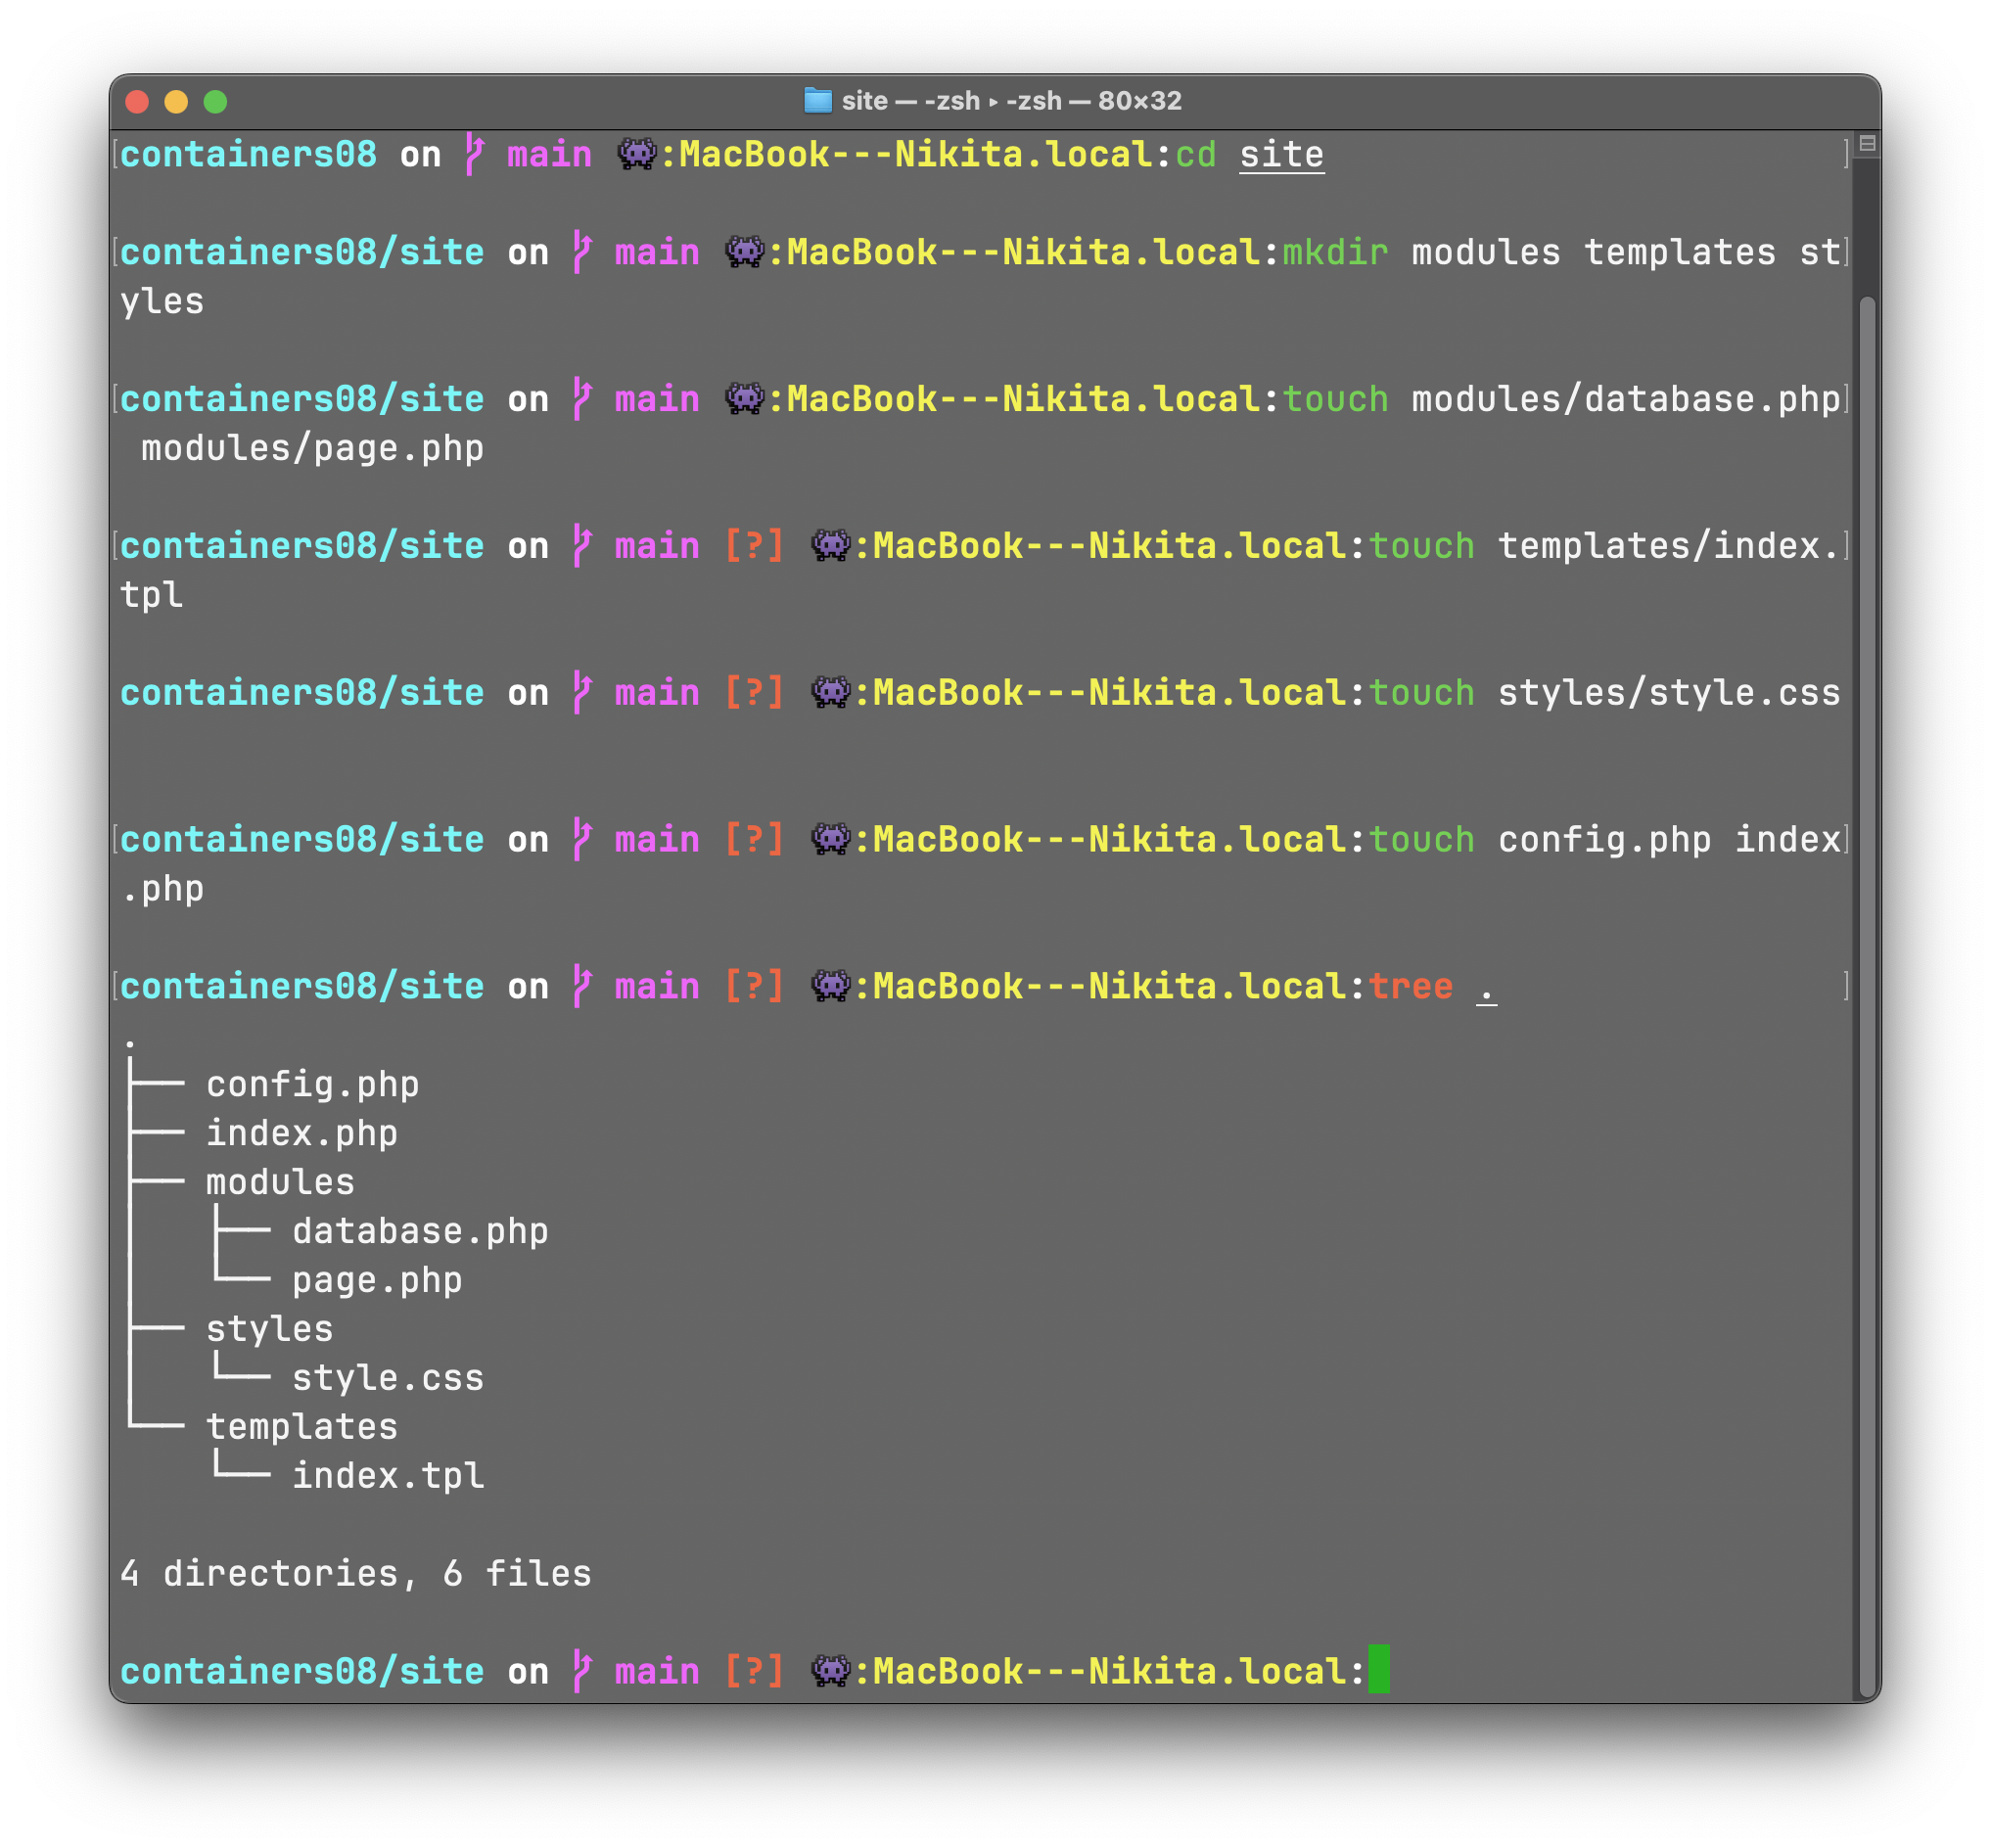 site — -zsh ▸ -zsh — 80×32
containers08 on main 👾:MacBook---Nikita.local:cd site
containers08/site on main 👾:MacBook---Nikita.local:mkdir modules templates st
yles
containers08/site on main 👾:MacBook---Nikita.local:touch modules/database.php
modules/page.php
containers08/site on main [?] 👾:MacBook---Nikita.local:touch templates/index.
tpl
containers08/site on main [?] 👾:MacBook---Nikita.local:touch styles/style.css
containers08/site on main [?] 👾:MacBook---Nikita.local:touch config.php index
.php
containers08/site on main [?] 👾:MacBook---Nikita.local:tree .
.
├── config.php
├── index.php
├── modules
│   ├── database.php
│   └── page.php
├── styles
│   └── style.css
└── templates
    └── index.tpl
4 directories, 6 files
containers08/site on main [?] 👾:MacBook---Nikita.local: